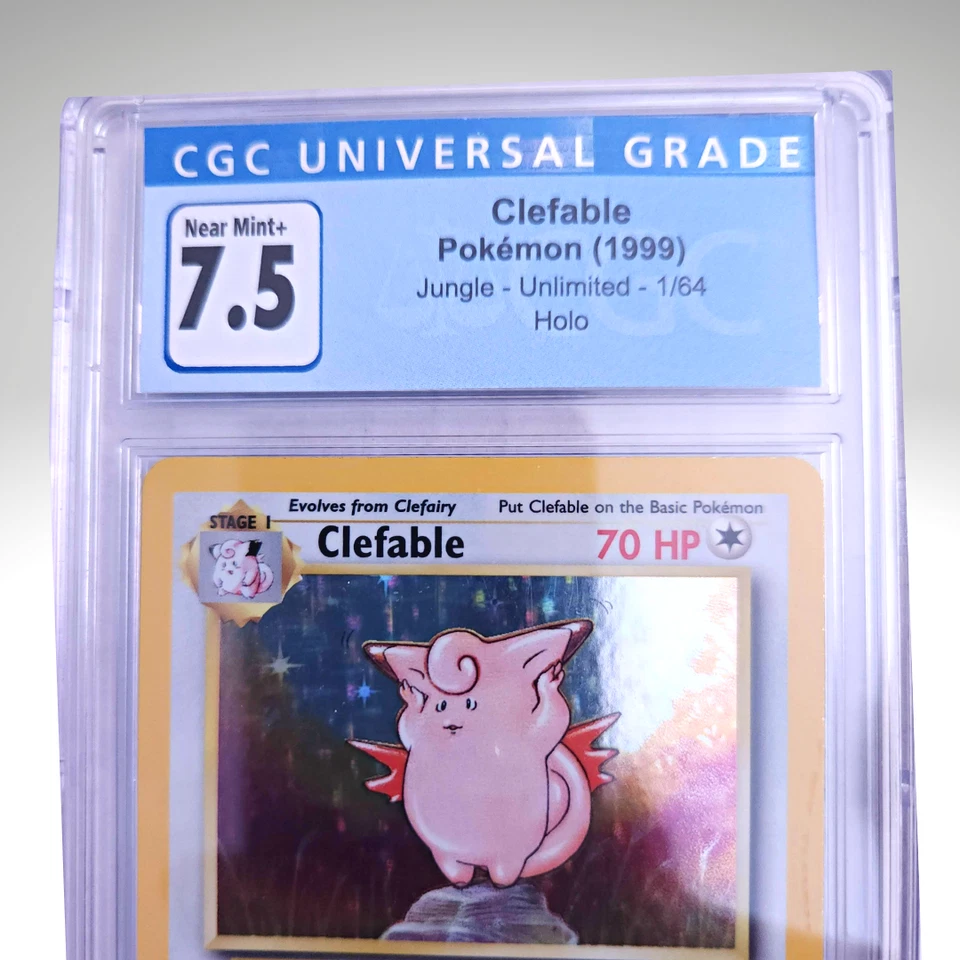 CGC UNIVERSAL GRADE
Near Mint+
7.5
Clefable
Pokémon (1999)
Jungle - Unlimited - 1/64
Holo
Evolves from Clefairy
Put Clefable on the Basic Pokémon
STAGE 1
Clefable
70 HP